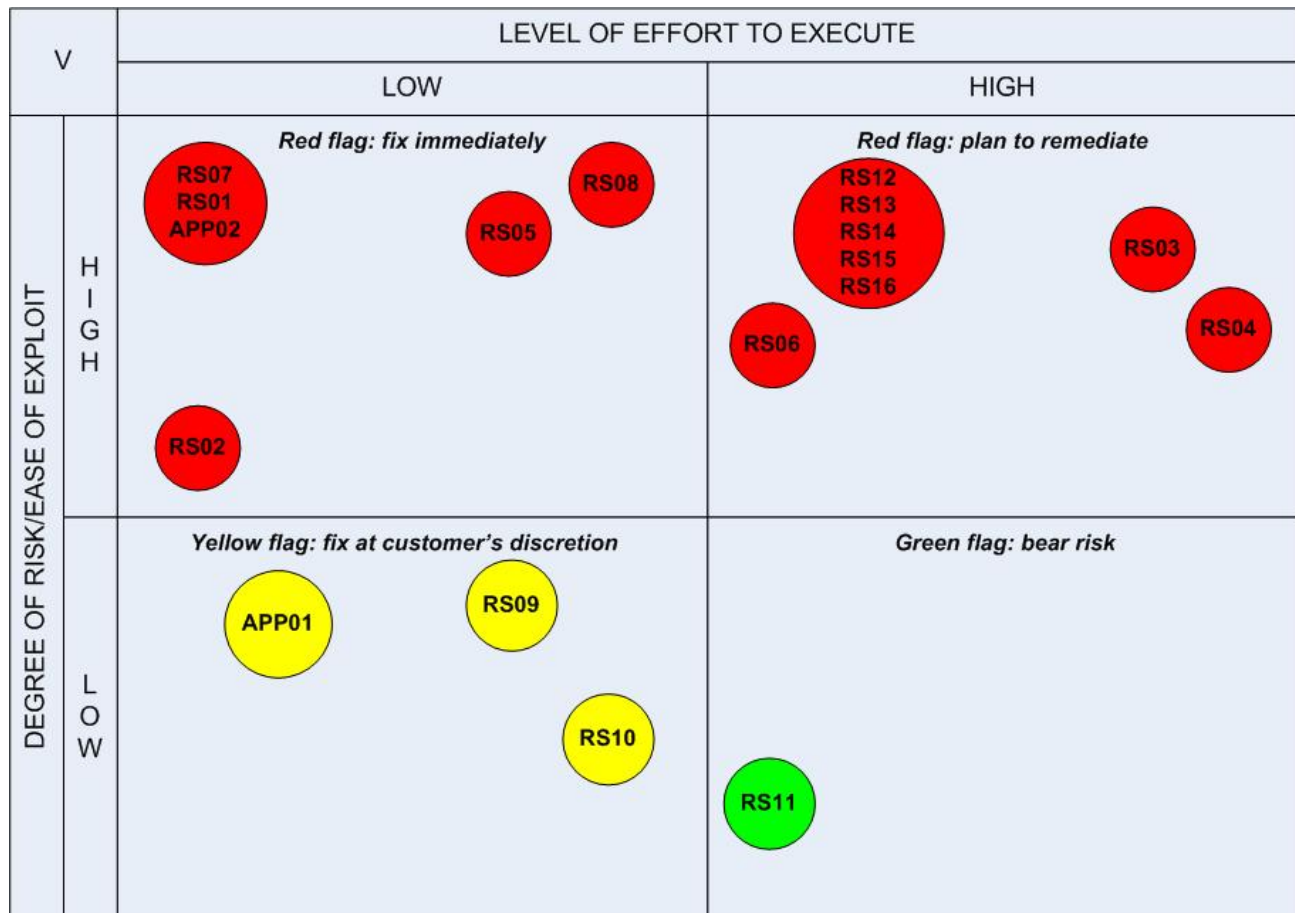 V
LEVEL OF EFFORT TO EXECUTE
LOW
HIGH
DEGREE OF RISK/EASE OF EXPLOIT
HIGH
Red flag: fix immediately
RS07
RS01
APP02
RS05
RS08
RS02
Red flag: plan to remediate
RS12
RS13
RS14
RS15
RS16
RS06
RS03
RS04
LOW
Yellow flag: fix at customer's discretion
APP01
RS09
RS10
Green flag: bear risk
RS11